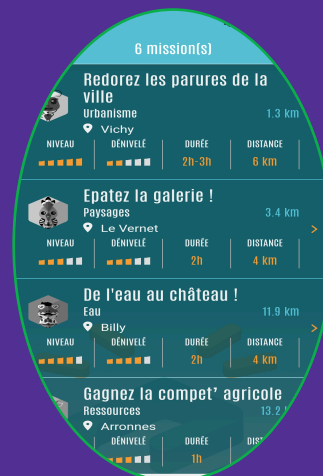 6 mission(s)
Redorez les parures de la
ville
Urbanisme 1.3 km
Vichy
NIVEAU DÉNIVELÉ DURÉE DISTANCE
2h-3h 6 km
Epatez la galerie !
Paysages 3.4 km
Le Vernet
NIVEAU DÉNIVELÉ DURÉE DISTANCE
2h 4 km
De l'eau au château !
Eau 11.9 km
Billy
NIVEAU DÉNIVELÉ DURÉE DISTANCE
2h 4 km
Gagnez la compet’ agricole
Ressources 13.2
Arronnes
DÉNIVELÉ DURÉE
1h